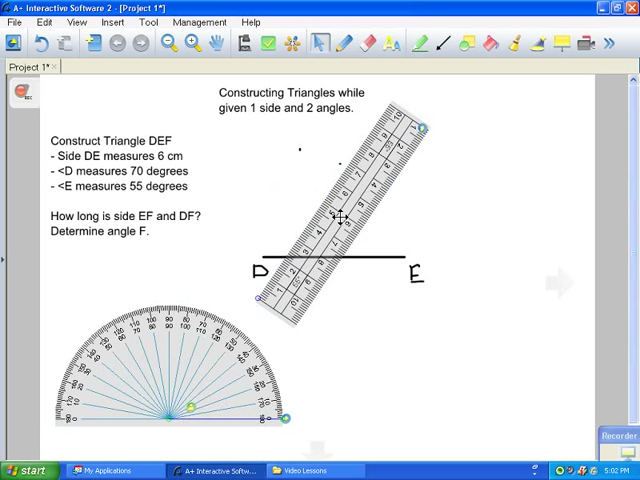 A+ Interactive Software 2 - [Project 1*]
File Edit View Insert Tool Management Help
Project 1*
REC
Constructing Triangles while
given 1 side and 2 angles.
Construct Triangle DEF
- Side DE measures 6 cm
- <D measures 70 degrees
- <E measures 55 degrees
How long is side EF and DF?
Determine angle F.
D E
Recorder
start My Applications A+ Interactive Softw... Video Lessons 5:02 PM